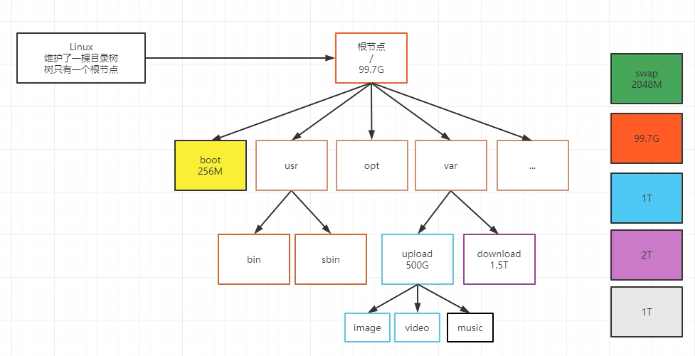 Linux
维护了一棵目录树
树只有一个根节点
根节点
/
99.7G
swap
2048M
99.7G
boot
256M
usr
opt
var
...
1T
bin
sbin
upload
500G
download
1.5T
2T
image
video
music
1T